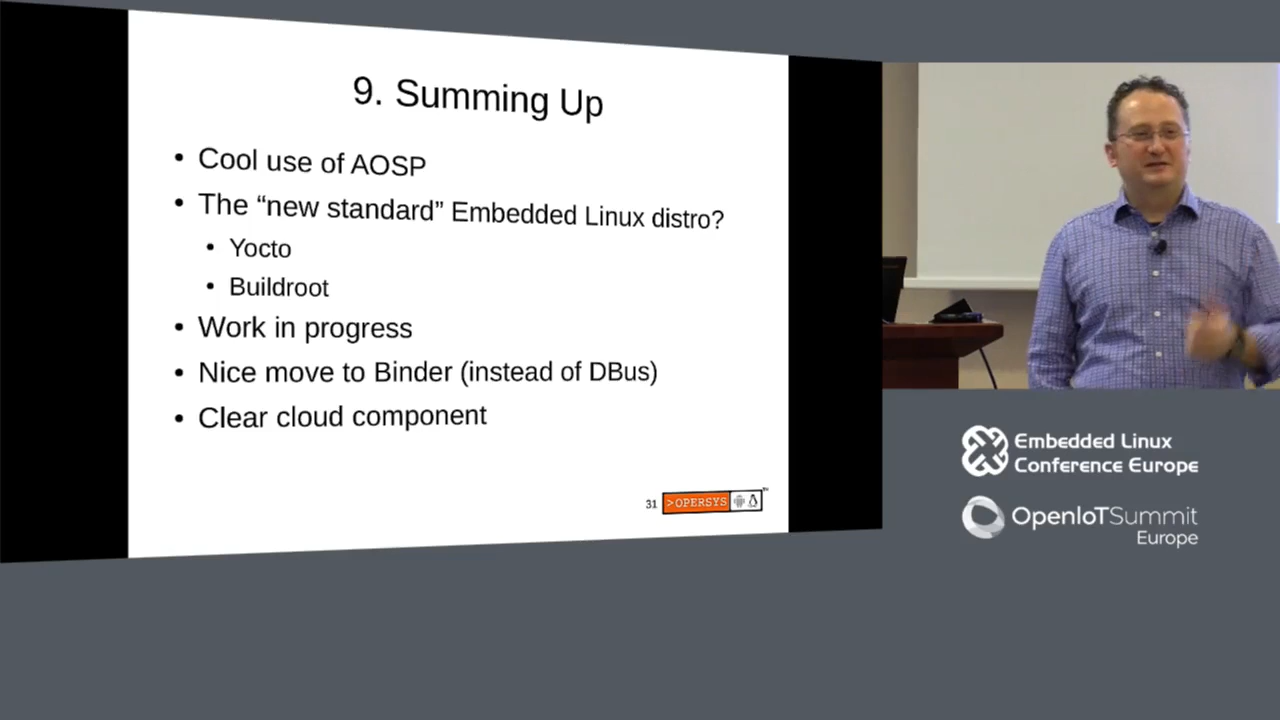 9. Summing Up
• Cool use of AOSP
• The “new standard” Embedded Linux distro?
• Yocto
• Buildroot
• Work in progress
• Nice move to Binder (instead of DBus)
• Clear cloud component
31 >OPERSYS ™
Embedded Linux
Conference Europe
OpenIoTSummit
Europe